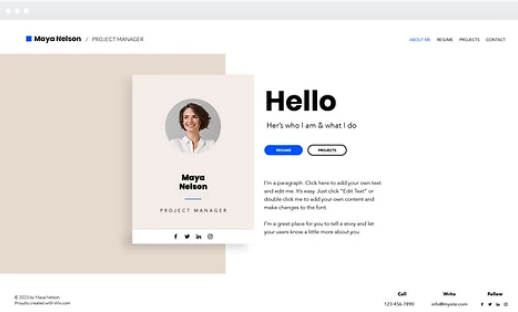 Maya Nelson / PROJECT MANAGER
ABOUT ME RESUME PROJECTS CONTACT
Maya
Nelson
PROJECT MANAGER
Hello
Her's who I am & what I do
RESUME PROJECTS
I'm a paragraph. Click here to add your own text
and edit me. It's easy. Just click "Edit Text" or
double click me to add your own content and
make changes to the font.
I'm a great place for you to tell a story and let
your users know a little more about you.
© 2023 by Maya Nelson
Proudly created with Wix.com
Call
123-456-7890
Write
info@mysite.com
Follow